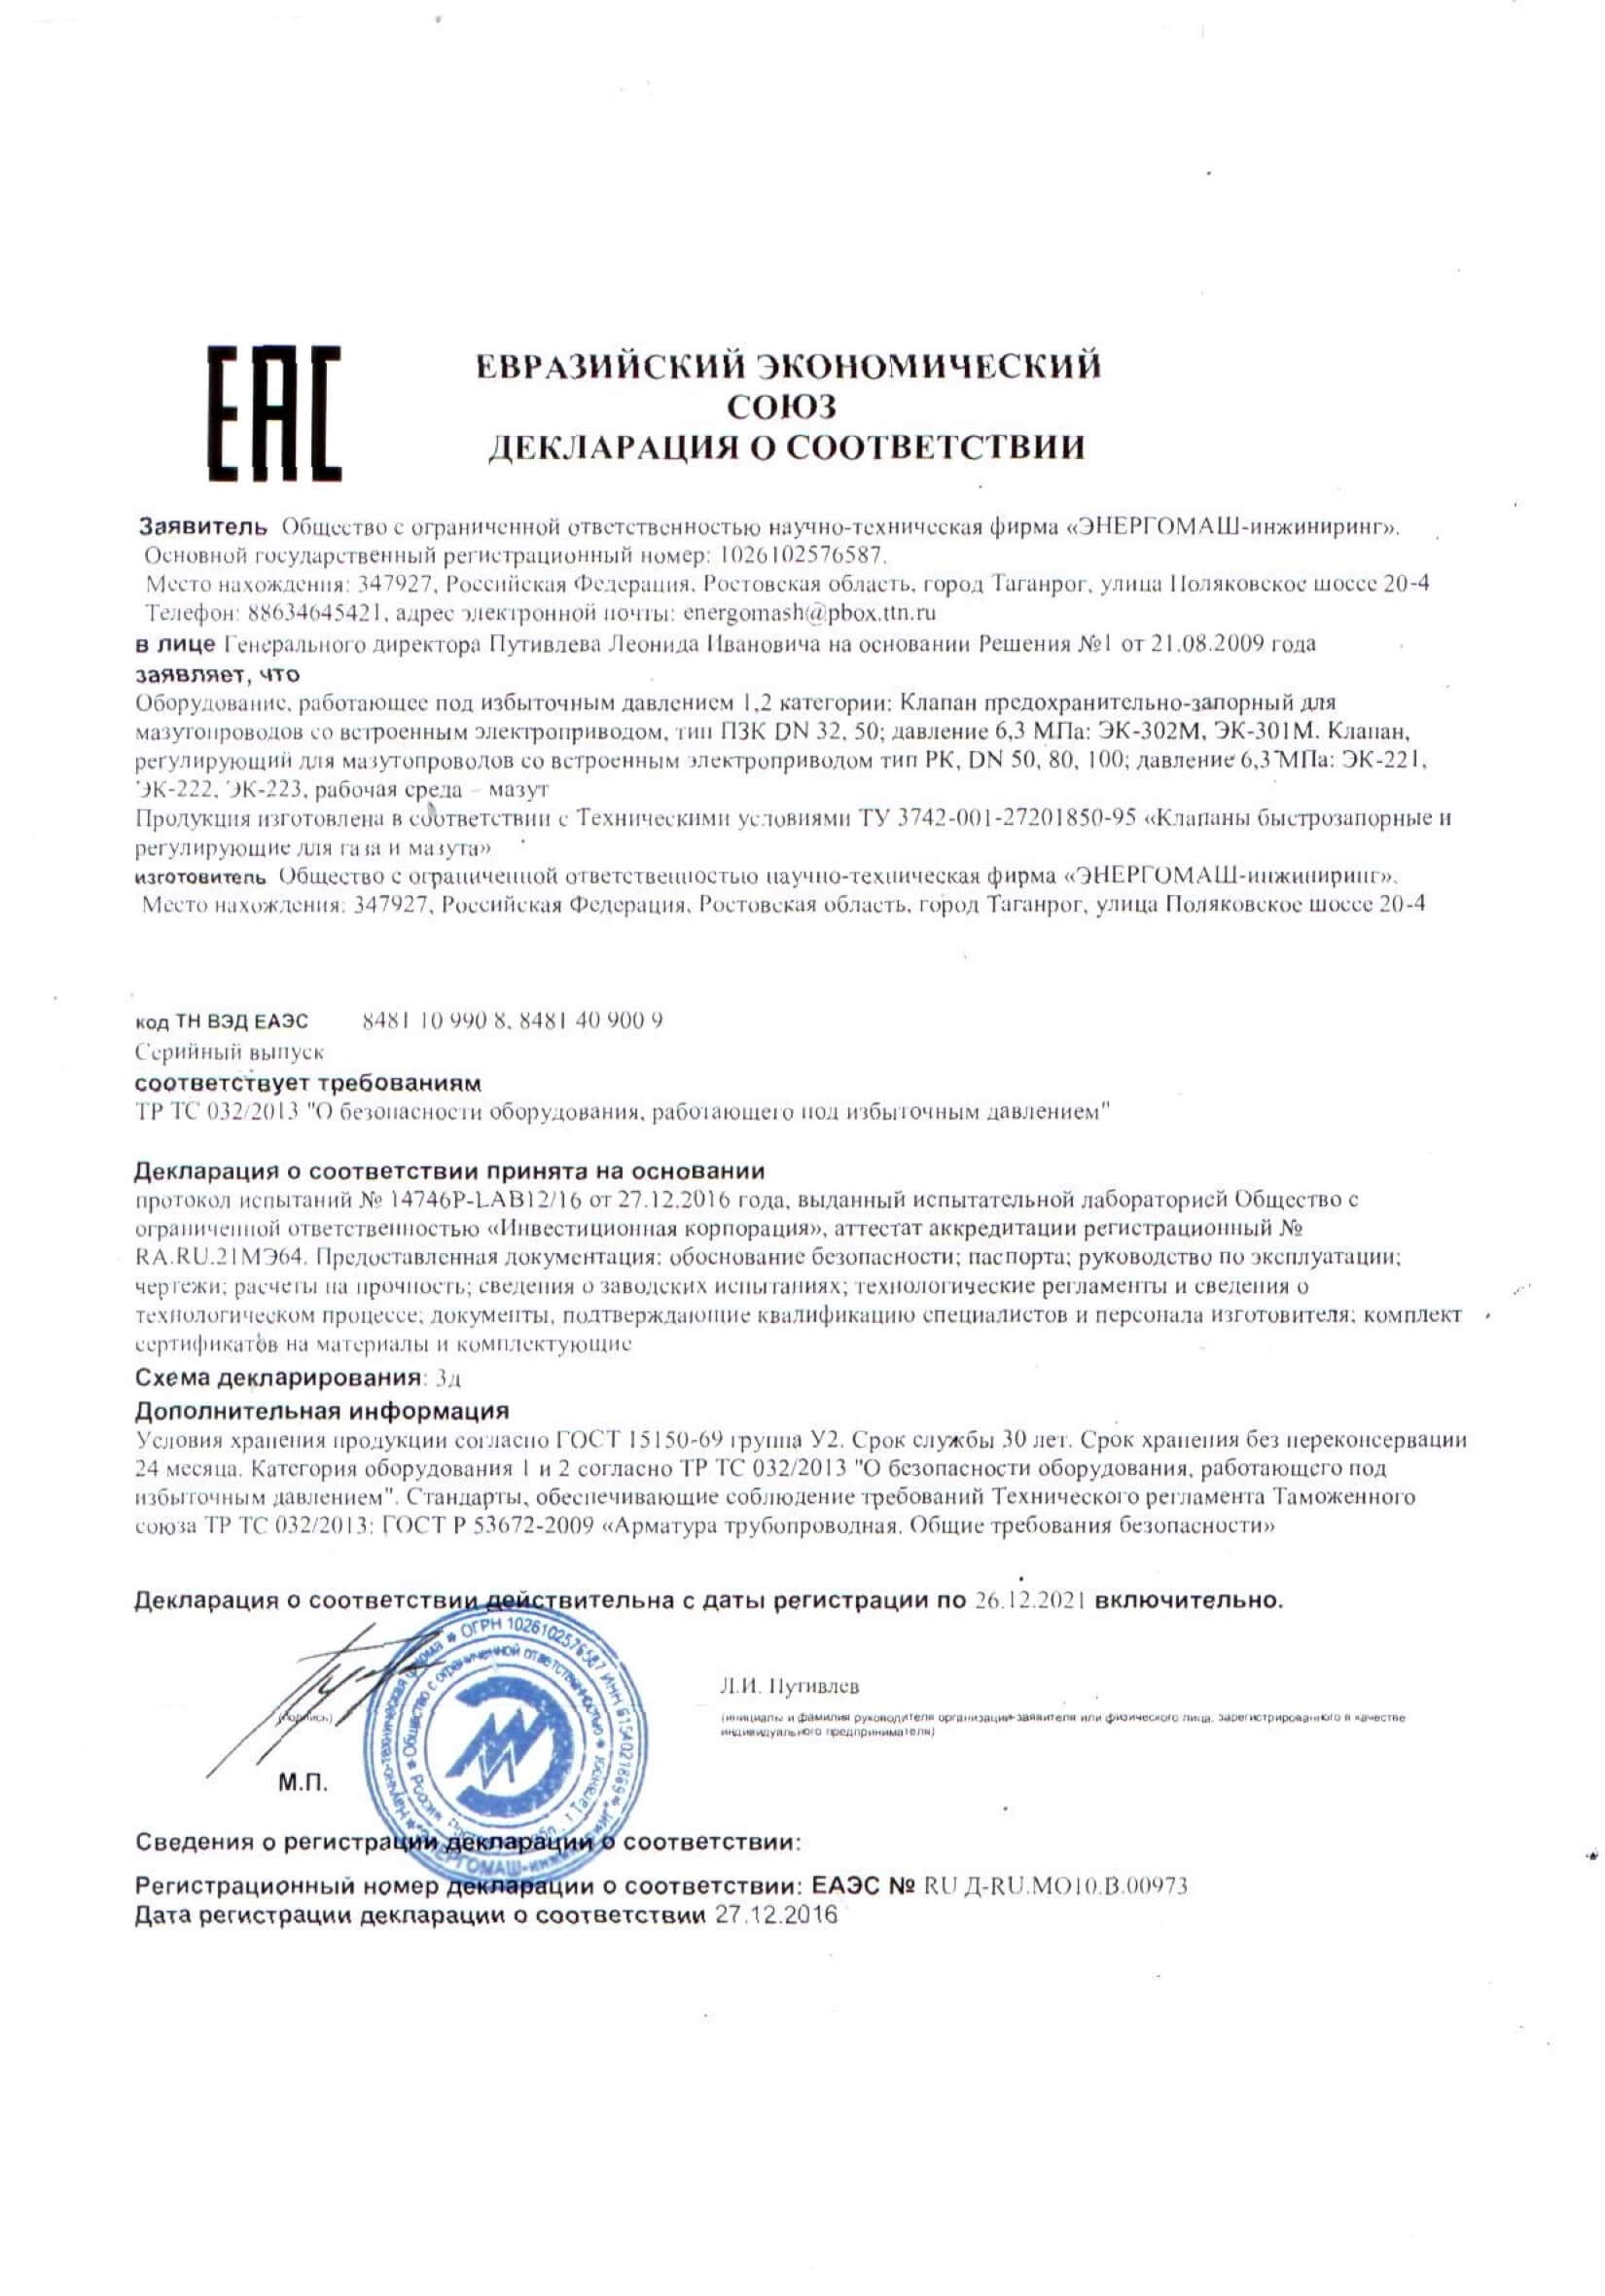 ЕАС
ЕВРАЗИЙСКИЙ ЭКОНОМИЧЕСКИЙ
СОЮЗ
ДЕКЛАРАЦИЯ О СООТВЕТСТВИИ
Заявитель Общество с ограниченной ответственностью научно-техническая фирма «ЭНЕРГОМАШ-инжиниринг».
Основной государственный регистрационный номер: 1026102576587.
Место нахождения: 347927, Российская Федерация, Ростовская область, город Таганрог, улица Поляковское шоссе 20-4
Телефон: 88634645421, адрес электронной почты: energomash@pbox.ttn.ru
в лице Генерального директора Путивлева Леонида Ивановича на основании Решения №1 от 21.08.2009 года
заявляет, что
Оборудование, работающее под избыточным давлением 1,2 категории: Клапан предохранительно-запорный для
мазутопроводов со встроенным электроприводом, тип ПЗК DN 32, 50; давление 6,3 МПа: ЭК-302М, ЭК-301М. Клапан,
регулирующий для мазутопроводов со встроенным электроприводом тип РК, DN 50, 80, 100; давление 6,3 МПа: ЭК-221,
ЭК-222, ЭК-223, рабочая среда – мазут
Продукция изготовлена в соответствии с Техническими условиями ТУ 3742-001-27201850-95 «Клапаны быстрозапорные и
регулирующие для газа и мазута»
изготовитель Общество с ограниченной ответственностью научно-техническая фирма «ЭНЕРГОМАШ-инжиниринг».
Место нахождения: 347927, Российская Федерация, Ростовская область, город Таганрог, улица Поляковское шоссе 20-4
код ТН ВЭД ЕАЭС 8481 10 990 8, 8481 40 900 9
Серийный выпуск
соответствует требованиям
ТР ТС 032/2013 "О безопасности оборудования, работающего под избыточным давлением"
Декларация о соответствии принята на основании
протокол испытаний № 14746P-LAB12/16 от 27.12.2016 года, выданный испытательной лабораторией Общество с
ограниченной ответственностью «Инвестиционная корпорация», аттестат аккредитации регистрационный №
RA.RU.21МЭ64. Предоставленная документация: обоснование безопасности; паспорта; руководство по эксплуатации;
чертежи; расчеты на прочность; сведения о заводских испытаниях; технологические регламенты и сведения о
технологическом процессе; документы, подтверждающие квалификацию специалистов и персонала изготовителя; комплект
сертификатов на материалы и комплектующие
Схема декларирования: 3д
Дополнительная информация
Условия хранения продукции согласно ГОСТ 15150-69 группа У2. Срок службы 30 лет. Срок хранения без переконсервации
24 месяца. Категория оборудования 1 и 2 согласно ТР ТС 032/2013 "О безопасности оборудования, работающего под
избыточным давлением". Стандарты, обеспечивающие соблюдение требований Технического регламента Таможенного
союза ТР ТС 032/2013: ГОСТ Р 53672-2009 «Арматура трубопроводная. Общие требования безопасности»
Декларация о соответствии действительна с даты регистрации по 26.12.2021 включительно.
научно-техническая фирма * ОГРН 1026102576587 ИНН 6154021869 * "ЭНЕРГОМАШ-инжиниринг"
* Общество с ограниченной ответственностью * Россия
Л.И. Путивлев
(подпись)
(инициалы и фамилия руководителя организации-заявителя или физического лица, зарегистрированного в качестве
индивидуального предпринимателя)
М.П.
Сведения о регистрации декларации о соответствии:
Регистрационный номер декларации о соответствии: ЕАЭС № RU Д-RU.МО10.В.00973
Дата регистрации декларации о соответствии 27.12.2016